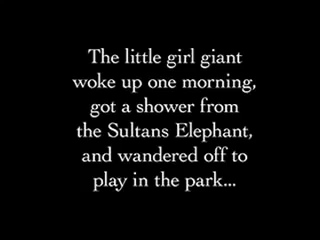 The little girl giant
woke up one morning,
got a shower from
the Sultans Elephant,
and wandered off to
play in the park...